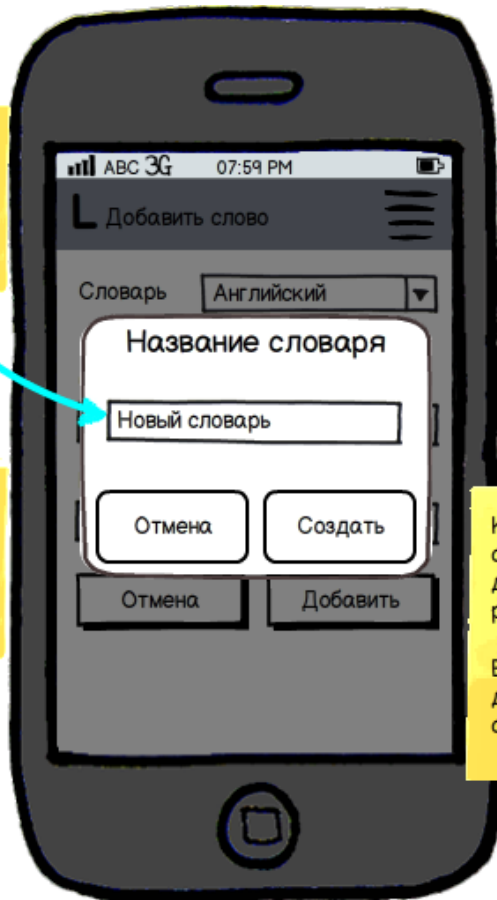 ABC 3G 07:59 PM
L Добавить слово
Словарь Английский
Название словаря
Новый словарь
Отмена Создать
Отмена Добавить